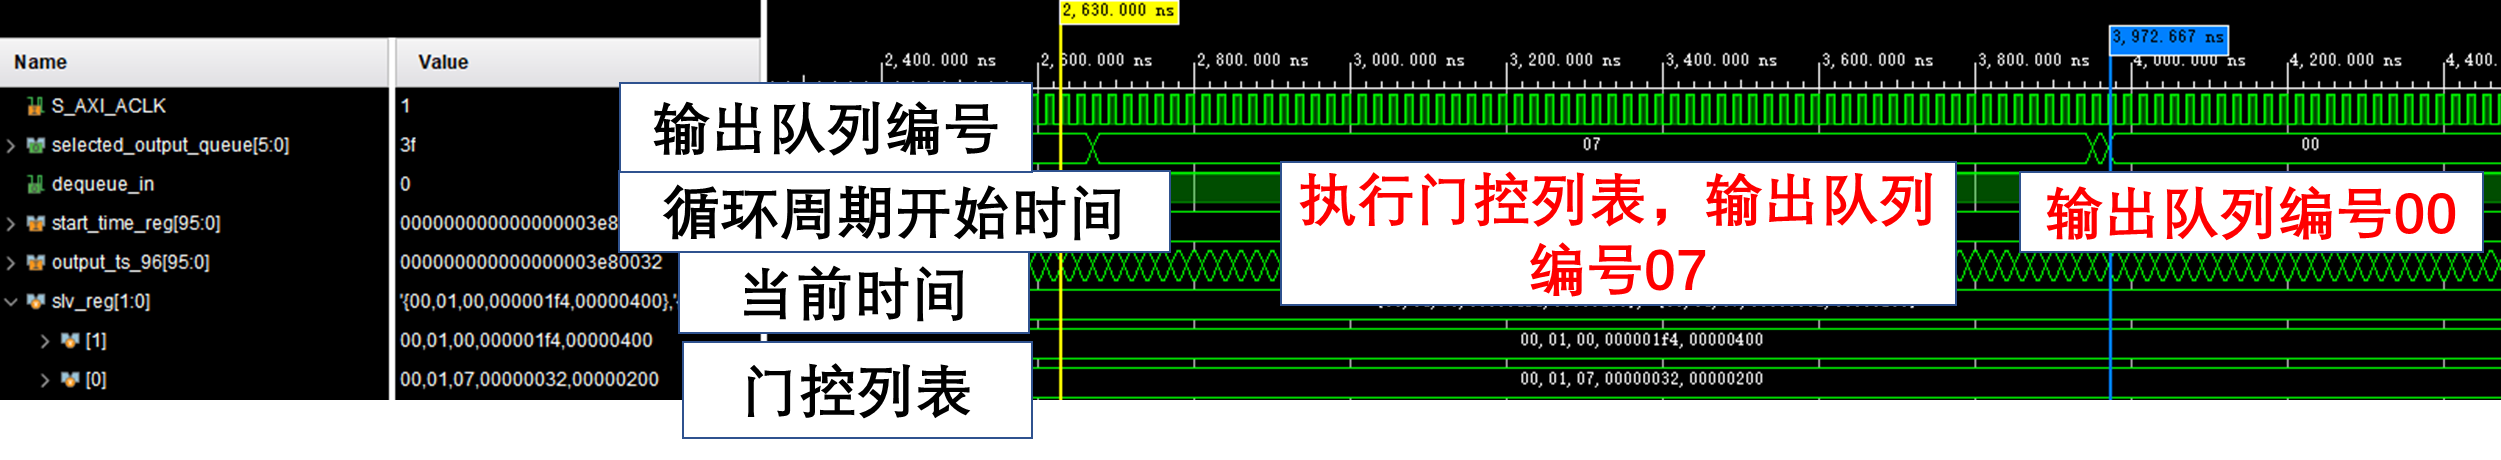 2,630.000 ns
3,972.667 ns
Name Value
2,400.000 ns 2,600.000 ns 2,800.000 ns 3,000.000 ns 3,200.000 ns 3,400.000 ns 3,600.000 ns 3,800.000 ns 4,000.000 ns 4,200.000 ns 4,400.
S_AXI_ACLK 1
输出队列编号
selected_output_queue[5:0] 3f 07 00
dequeue_in 0
循环周期开始时间
执行门控列表，输出队列
编号07
输出队列编号00
start_time_reg[95:0] 000000000000000003e8
output_ts_96[95:0] 000000000000000003e80032
当前时间
slv_reg[1:0] '{00,01,00,000001f4,00000400},'
[1] 00,01,00,000001f4,00000400 00,01,00,000001f4,00000400
门控列表
[0] 00,01,07,00000032,00000200 00,01,07,00000032,00000200